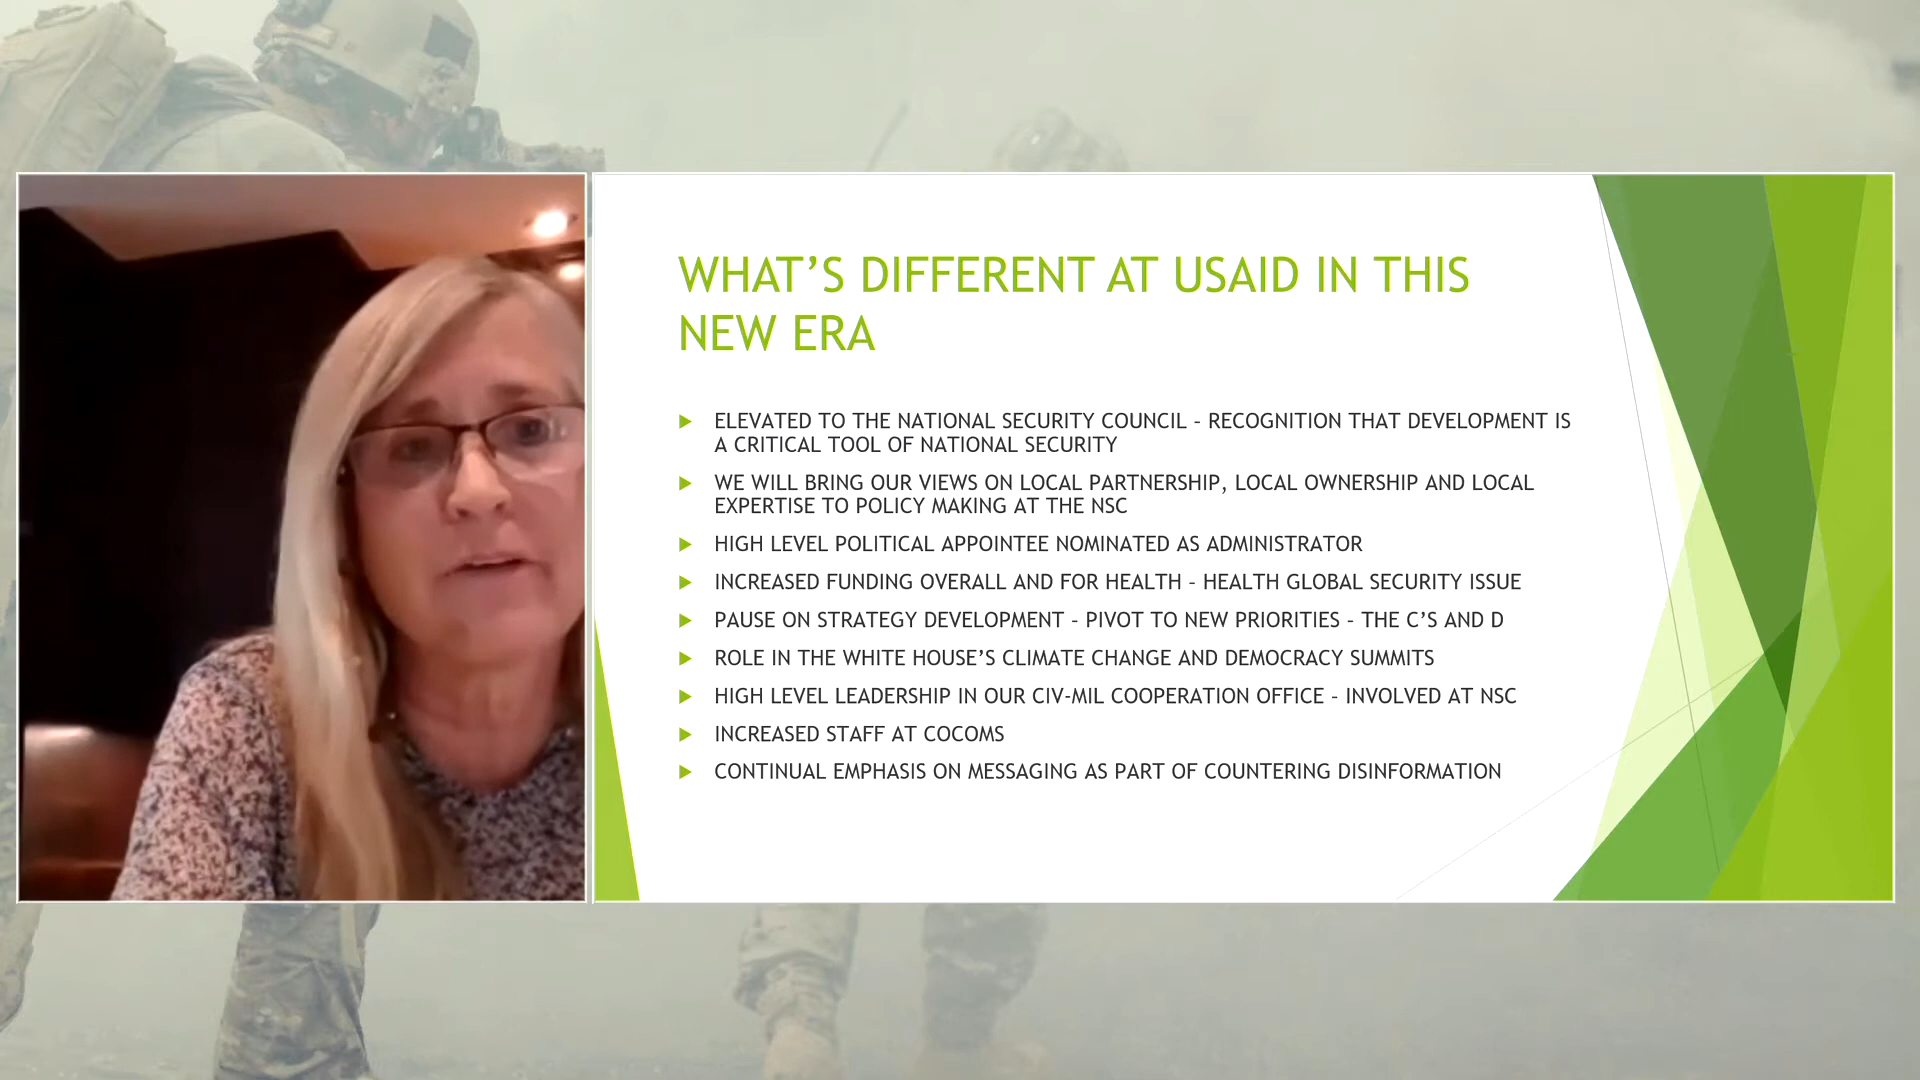 WHAT’S DIFFERENT AT USAID IN THIS
NEW ERA
ELEVATED TO THE NATIONAL SECURITY COUNCIL – RECOGNITION THAT DEVELOPMENT IS
A CRITICAL TOOL OF NATIONAL SECURITY
WE WILL BRING OUR VIEWS ON LOCAL PARTNERSHIP, LOCAL OWNERSHIP AND LOCAL
EXPERTISE TO POLICY MAKING AT THE NSC
HIGH LEVEL POLITICAL APPOINTEE NOMINATED AS ADMINISTRATOR
INCREASED FUNDING OVERALL AND FOR HEALTH – HEALTH GLOBAL SECURITY ISSUE
PAUSE ON STRATEGY DEVELOPMENT – PIVOT TO NEW PRIORITIES – THE C’S AND D
ROLE IN THE WHITE HOUSE’S CLIMATE CHANGE AND DEMOCRACY SUMMITS
HIGH LEVEL LEADERSHIP IN OUR CIV-MIL COOPERATION OFFICE – INVOLVED AT NSC
INCREASED STAFF AT COCOMS
CONTINUAL EMPHASIS ON MESSAGING AS PART OF COUNTERING DISINFORMATION